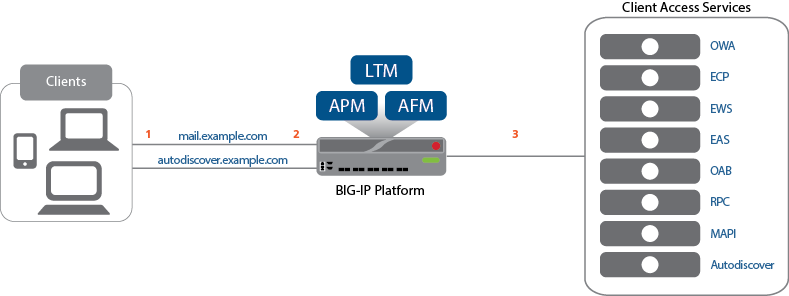 Client Access Services
Clients
LTM
APM
AFM
1
mail.example.com
2
3
autodiscover.example.com
BIG-IP Platform
OWA
ECP
EWS
EAS
OAB
RPC
MAPI
Autodiscover